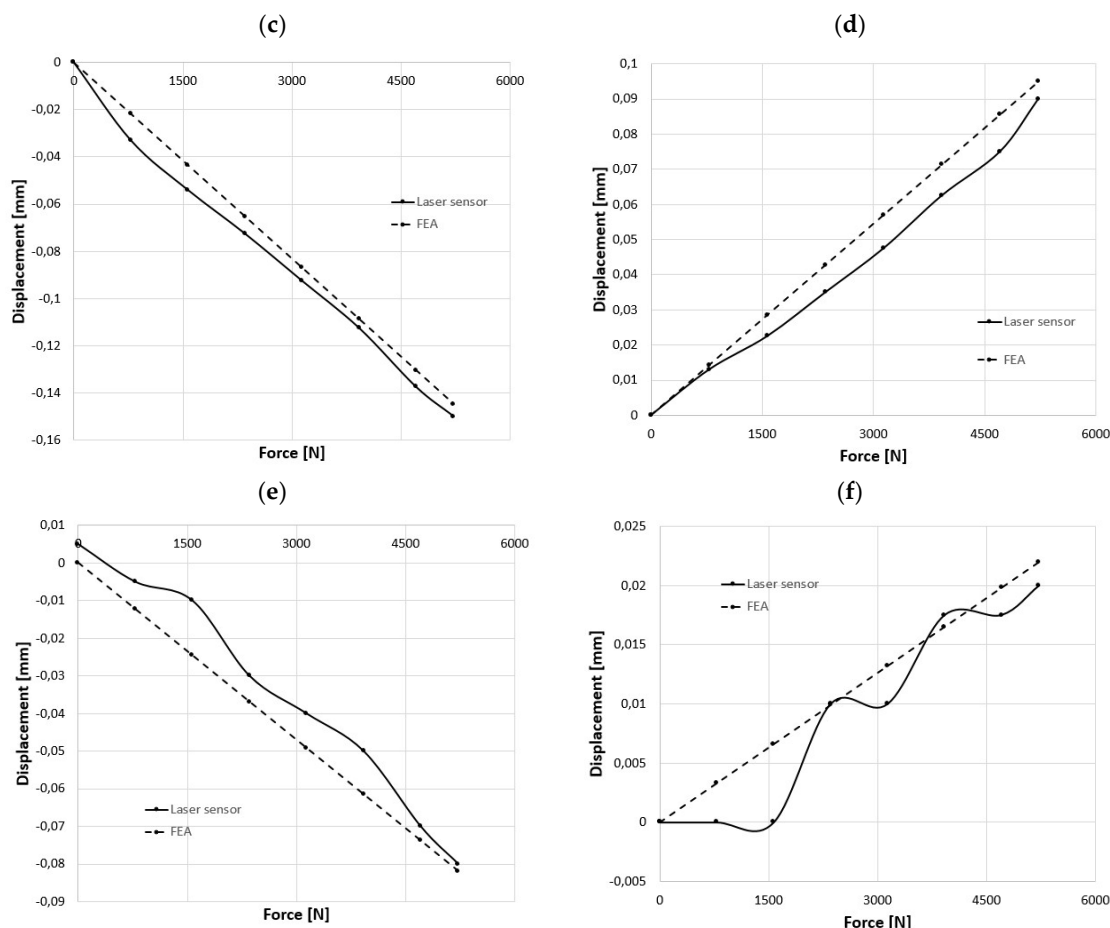 (c)
0
-0,02
-0,04
-0,06
-0,08
-0,1
-0,12
-0,14
-0,16
0 1500 3000 4500 6000
Displacement [mm]
Laser sensor
FEA
Force [N]
(d)
0,1
0,09
0,08
0,07
0,06
0,05
0,04
0,03
0,02
0,01
0
Displacement [mm]
Laser sensor
FEA
0 1500 3000 4500 6000
Force [N]
(e)
0,01
0
-0,01
-0,02
-0,03
-0,04
-0,05
-0,06
-0,07
-0,08
-0,09
0 1500 3000 4500 6000
Displacement [mm]
Laser sensor
FEA
Force [N]
(f)
0,025
0,02
0,015
0,01
0,005
0
-0,005
Displacement [mm]
Laser sensor
FEA
0 1500 3000 4500 6000
Force [N]